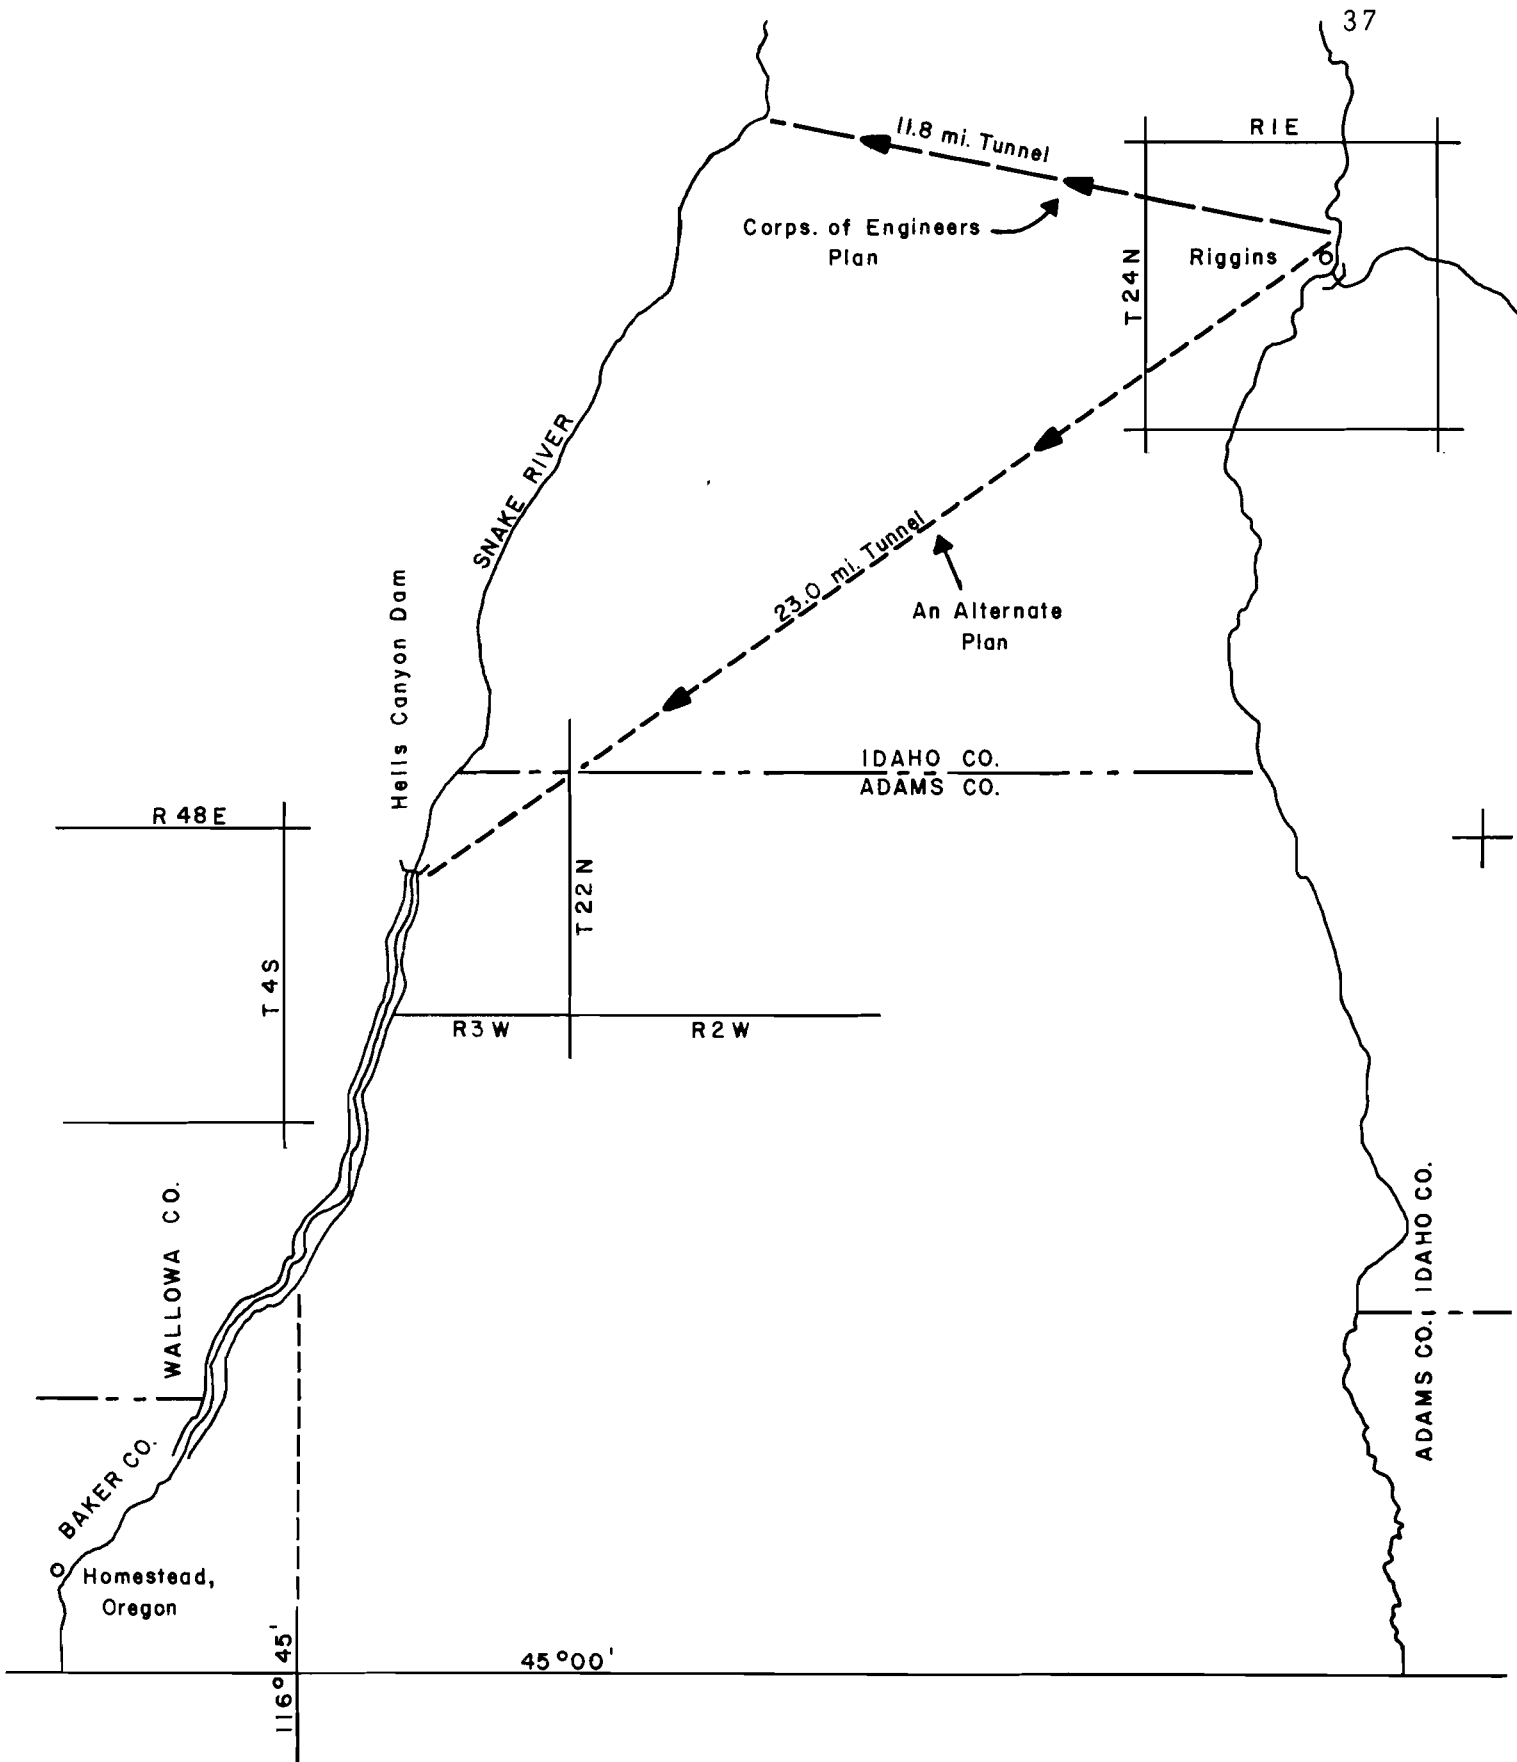 37
11.8 mi. Tunnel
R1E
Corps. of Engineers
Plan
Riggins
T24N
SNAKE RIVER
23.0 mi. Tunnel
An Alternate
Plan
Hells Canyon Dam
IDAHO CO.
ADAMS CO.
R 48E
T22N
T4S
R3W
R2W
WALLOWA CO.
ADAMS CO. IDAHO CO.
BAKER CO.
Homestead,
Oregon
45°00'
116° 45'